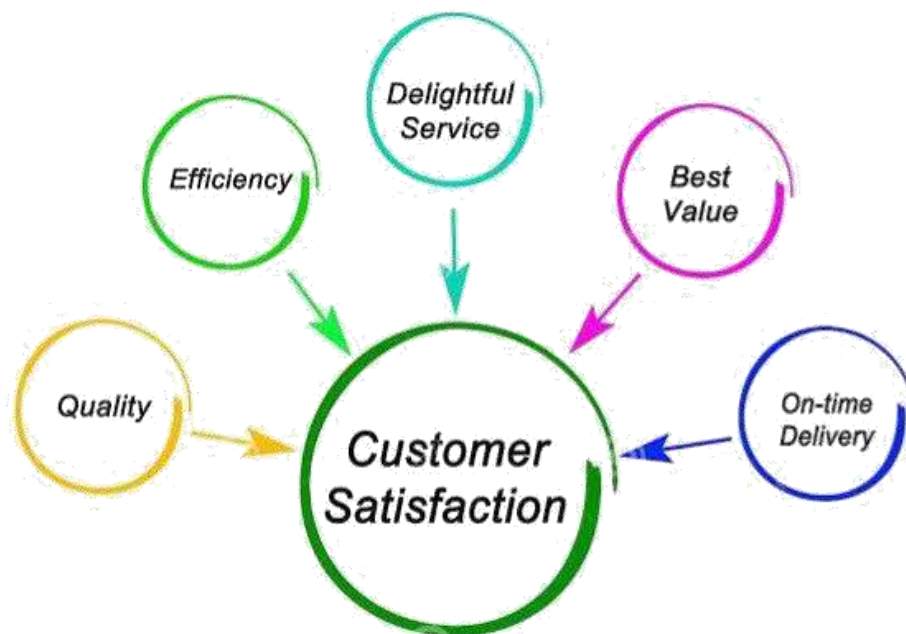 Delightful
Service
Efficiency
Best
Value
Quality
On-time
Delivery
Customer
Satisfaction